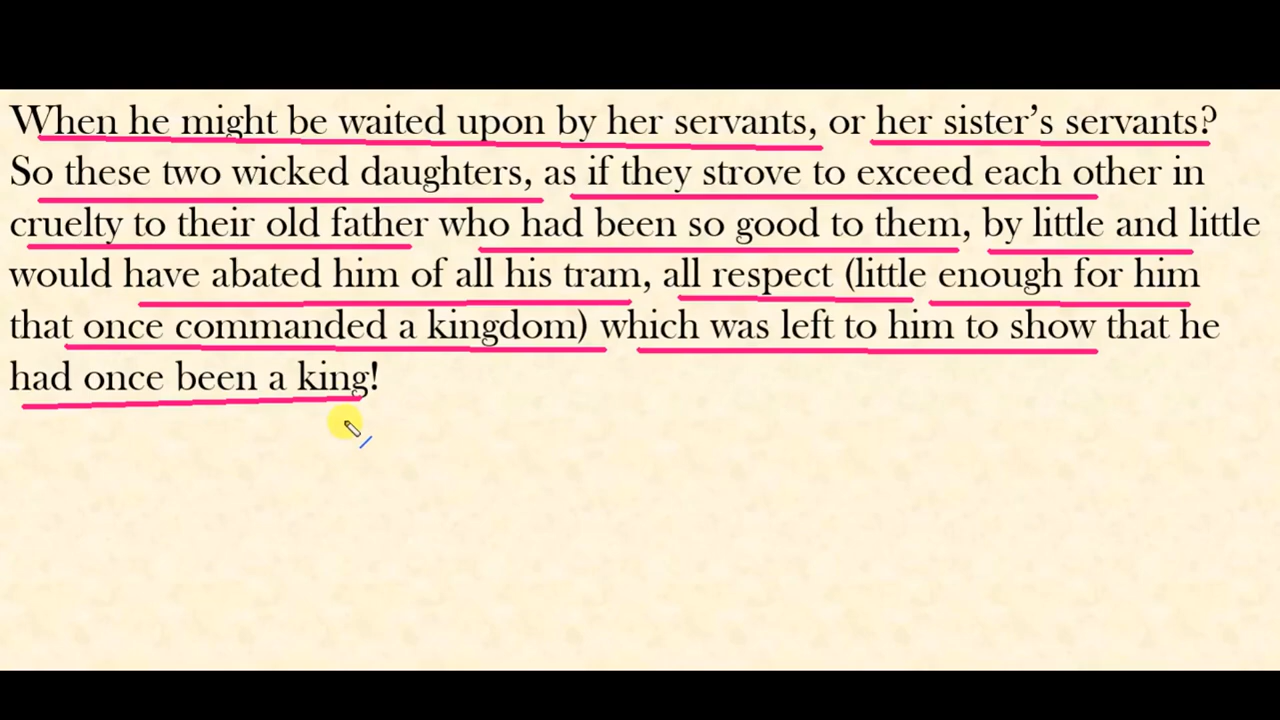 When he might be waited upon by her servants, or her sister’s servants?
So these two wicked daughters, as if they strove to exceed each other in
cruelty to their old father who had been so good to them, by little and little
would have abated him of all his tram, all respect (little enough for him
that once commanded a kingdom) which was left to him to show that he
had once been a king!